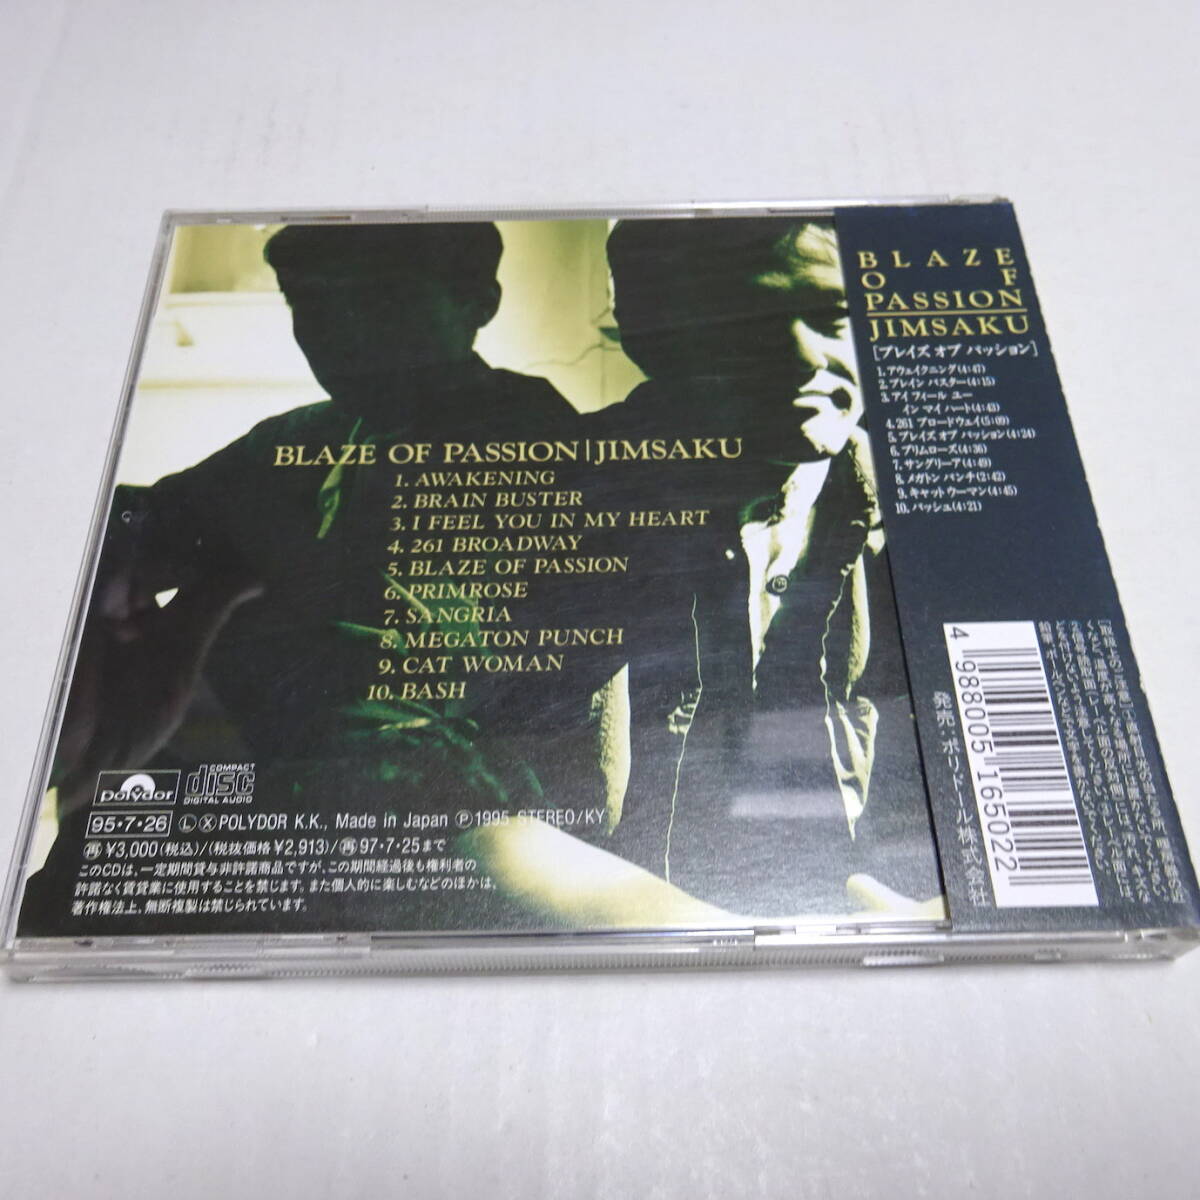 BLAZE OF PASSION|JIMSAKU
1. AWAKENING
2. BRAIN BUSTER
3. I FEEL YOU IN MY HEART
4. 261 BROADWAY
5. BLAZE OF PASSION
6. PRIMROSE
7. SANGRIA
8. MEGATON PUNCH
9. CAT WOMAN
10. BASH
Polydor
COMPACT
disc
DIGITAL AUDIO
95・7・26 Ⓛ Ⓧ POLYDOR K.K., Made in Japan Ⓟ 1995 STEREO/KY
㊢ ¥3,000(税込)/(税抜価格¥2,913)/㊢97・7・25まで
このCDは、一定期間貸与非許諾商品ですが、この期間経過後も権利者の
許諾なく賃貸業に使用することを禁じます。また個人的に楽しむなどのほかは、
著作権法上、無断複製は禁じられています。
BLAZE
OF
PASSION
JIMSAKU
[ブレイズ オブ パッション]
1. アウェイクニング(4:47)
2. ブレイン バスター(4:15)
3. アイ フィール ユー
イン マイ ハート(4:43)
4. 261 ブロードウェイ(5:09)
5. ブレイズ オブ パッション(4:24)
6. プリムローズ(4:36)
7. サングリーア(4:49)
8. メガトン パンチ(2:42)
9. キャット ウーマン(4:45)
10. バッシュ(4:21)
4 988005 165022
発売・ポリドール株式会社